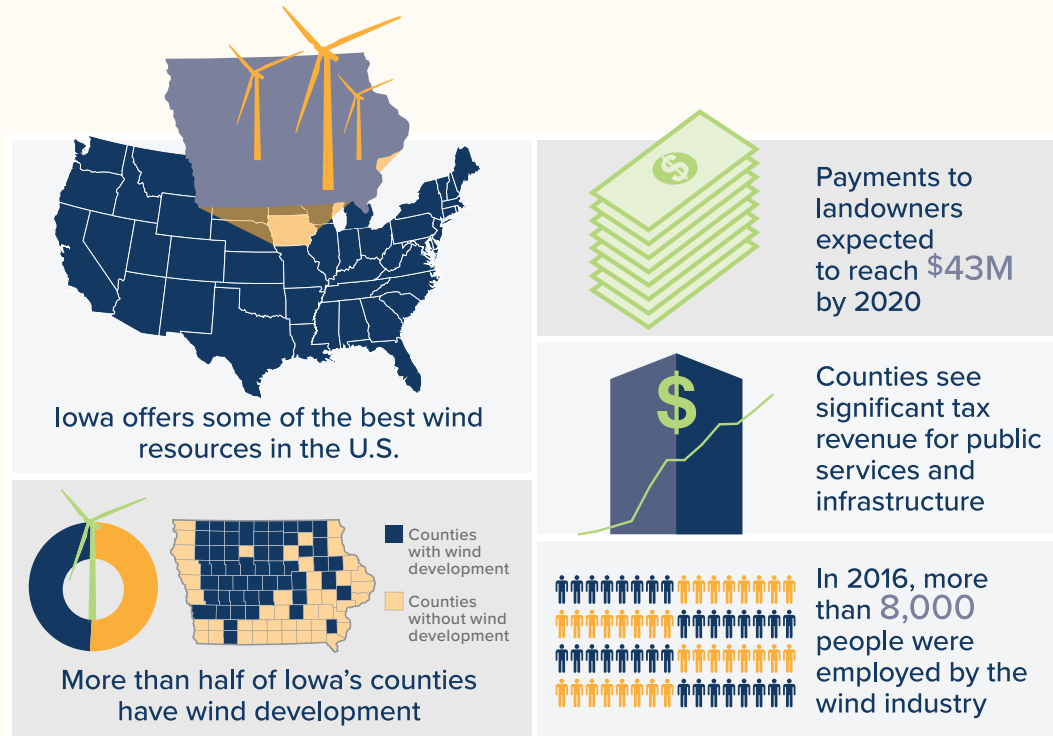 Iowa offers some of the best wind
resources in the U.S.
Counties
with wind
development
Counties
without wind
development
More than half of Iowa's counties
have wind development
$
Payments to
landowners
expected
to reach $43M
by 2020
$
Counties see
significant tax
revenue for public
services and
infrastructure
In 2016, more
than 8,000
people were
employed by the
wind industry